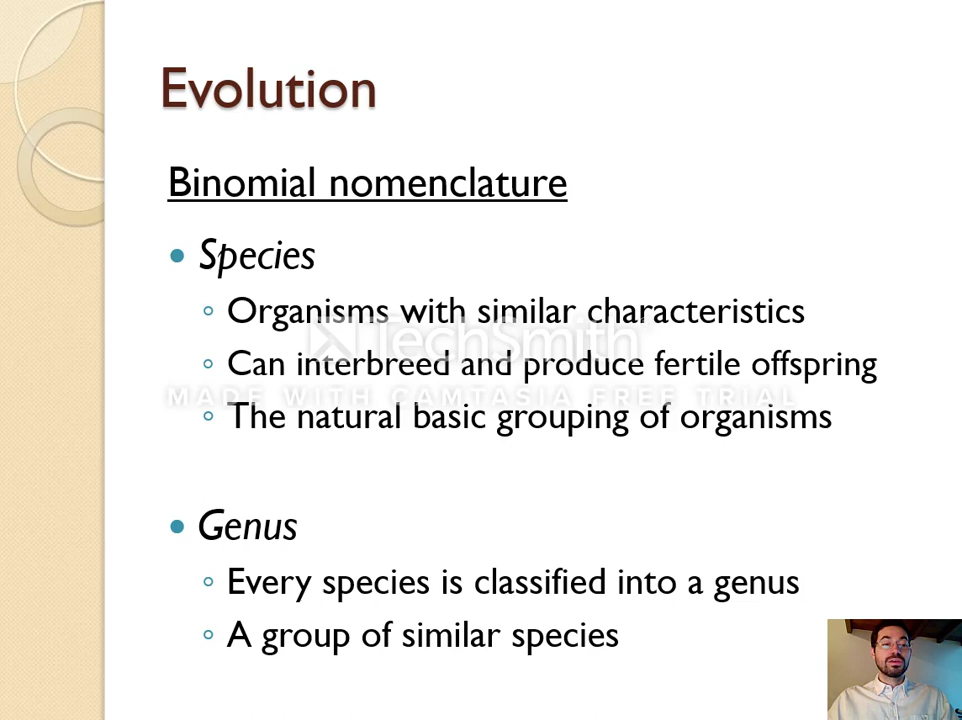 Evolution
Binomial nomenclature
• Species
◦ Organisms with similar characteristics
TechSmith
◦ Can interbreed and produce fertile offspring
MADE WITH CAMTASIA FREE TRIAL
◦ The natural basic grouping of organisms
• Genus
◦ Every species is classified into a genus
◦ A group of similar species